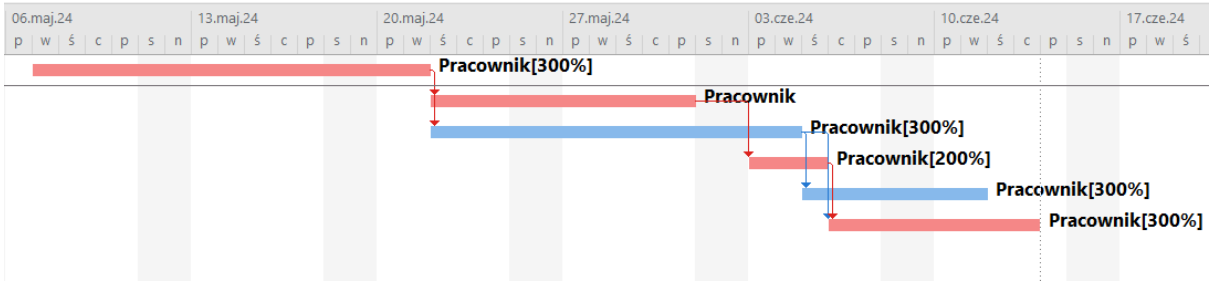 06.maj.24 13.maj.24 20.maj.24 27.maj.24 03.cze.24 10.cze.24 17.cze.24
p w ś c p s n p w ś c p s n p w ś c p s n p w ś c p s n p w ś c p s n p w ś c p s n p w ś
Pracownik[300%]
Pracownik
Pracownik[300%]
Pracownik[200%]
Pracownik[300%]
Pracownik[300%]